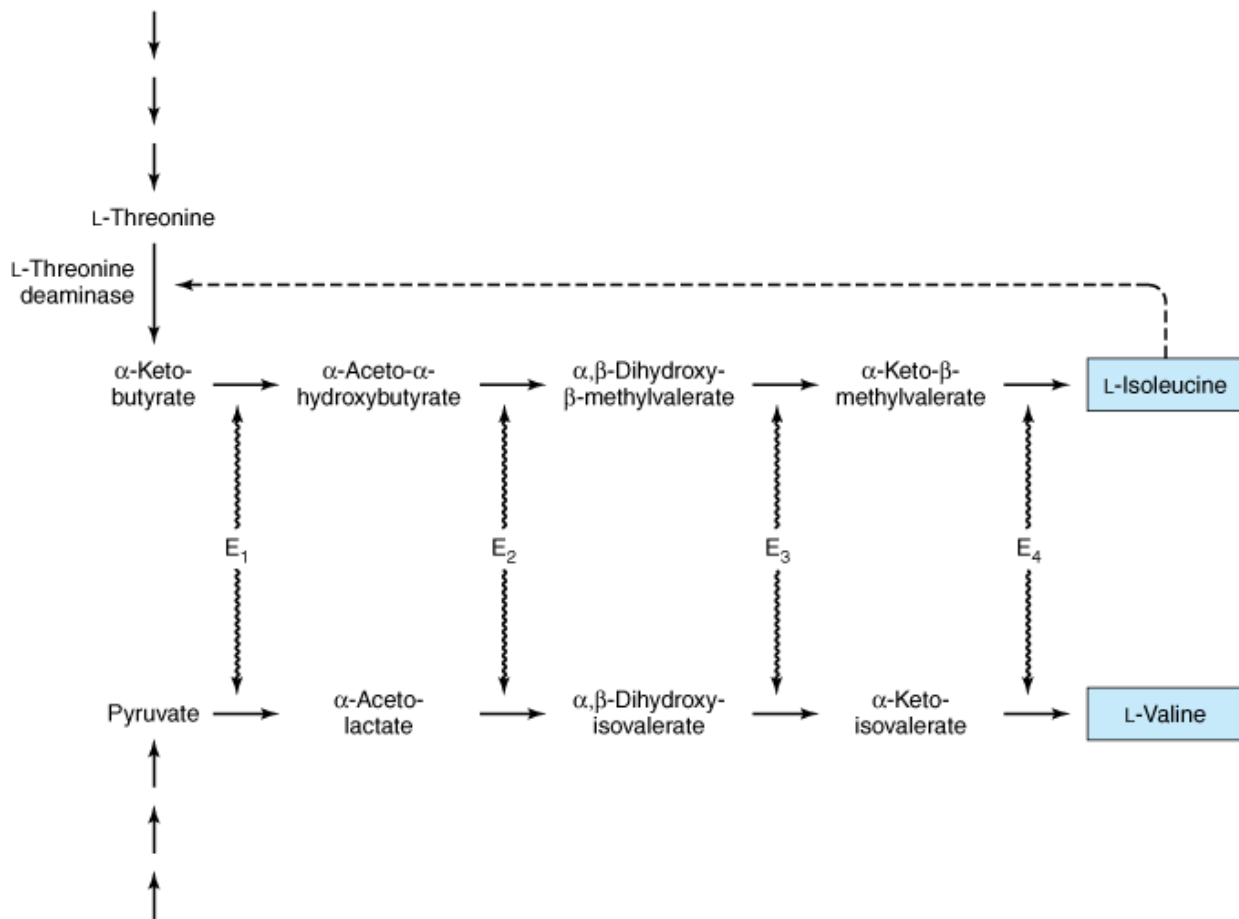 L-Threonine
L-Threonine
deaminase
α-Keto-
butyrate
α-Aceto-α-
hydroxybutyrate
α,β-Dihydroxy-
β-methylvalerate
α-Keto-β-
methylvalerate
L-Isoleucine
E1
E2
E3
E4
Pyruvate
α-Aceto-
lactate
α,β-Dihydroxy-
isovalerate
α-Keto-
isovalerate
L-Valine